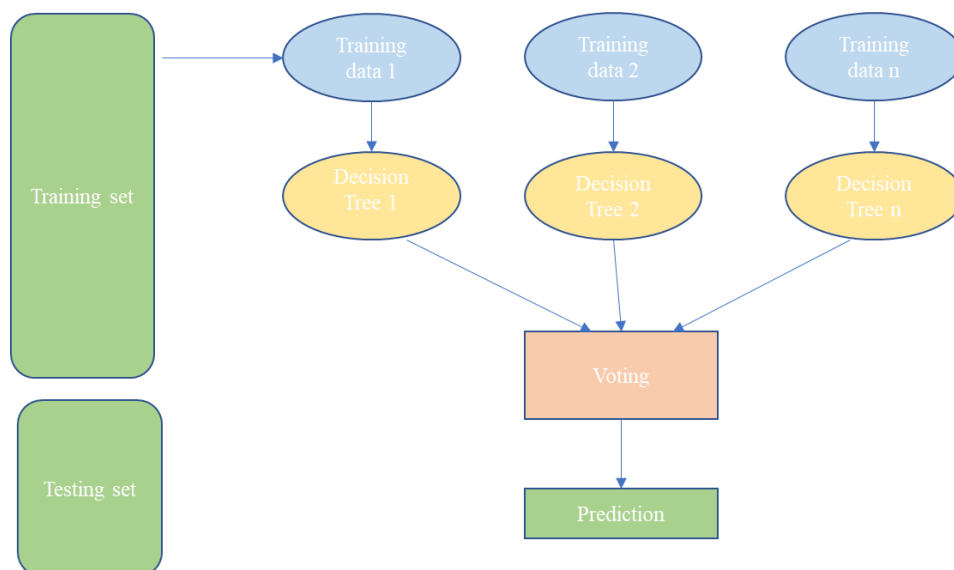 Training
data 1
Training
data 2
Training
data n
Training set
Decision
Tree 1
Decision
Tree 2
Decision
Tree n
Voting
Testing set
Prediction